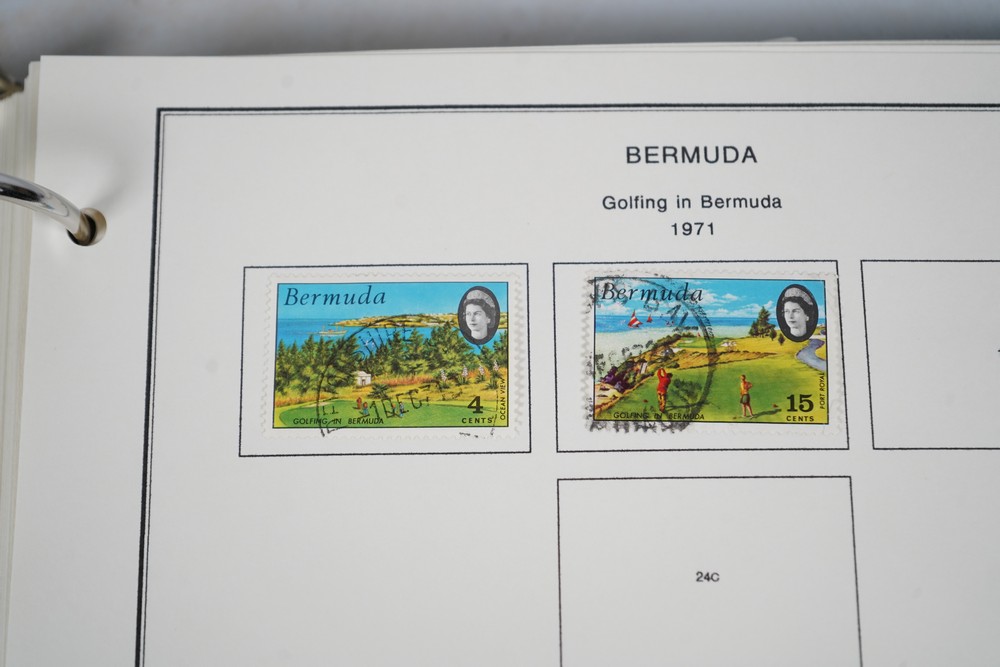 BERMUDA
Golfing in Bermuda
1971
Bermuda
OCEAN VIEW
4
CENTS
GOLFING IN BERMUDA
Bermuda
PORT ROYAL
15
CENTS
GOLFING IN BERMUDA
24C